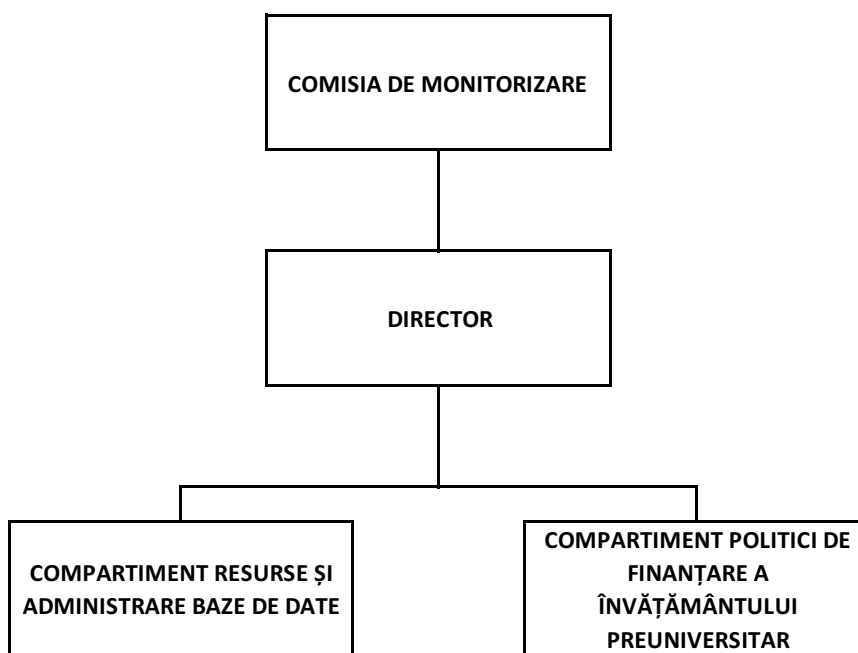 COMISIA DE MONITORIZARE
DIRECTOR
COMPARTIMENT RESURSE ȘI
ADMINISTRARE BAZE DE DATE
COMPARTIMENT POLITICI DE
FINANȚARE A
ÎNVĂȚĂMÂNTULUI
PREUNIVERSITAR